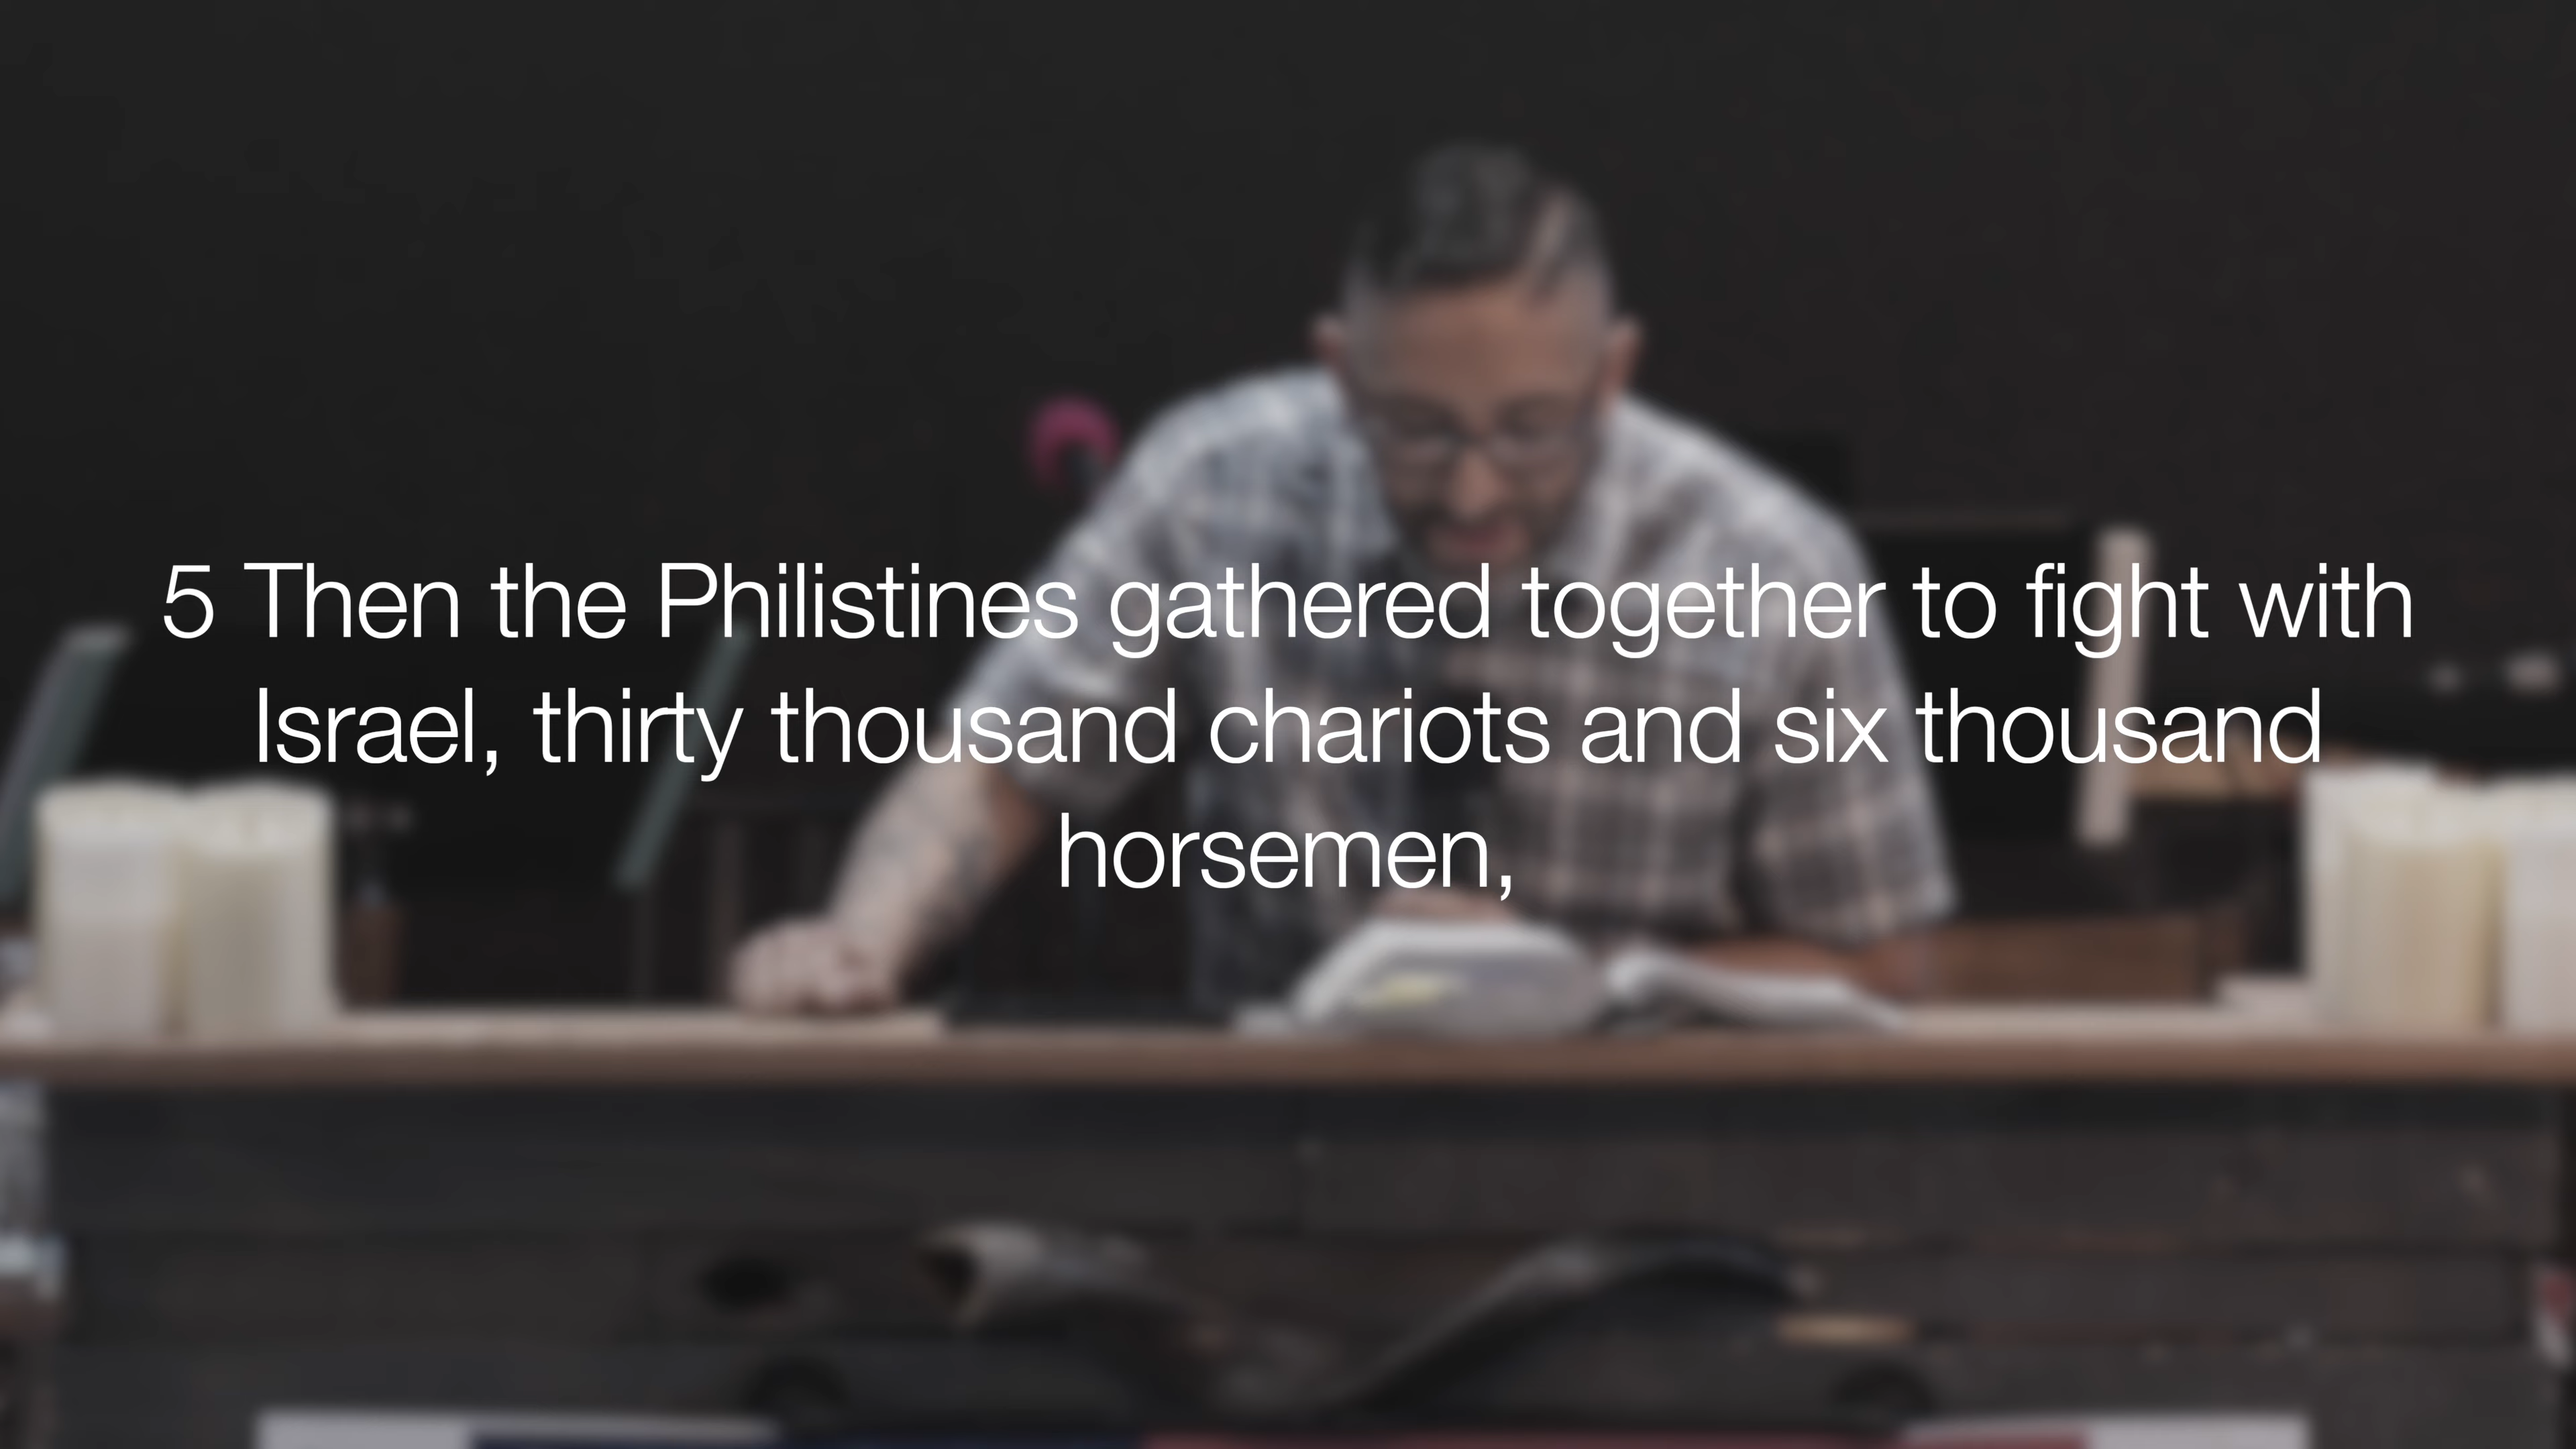 5 Then the Philistines gathered together to fight with
Israel, thirty thousand chariots and six thousand
horsemen,